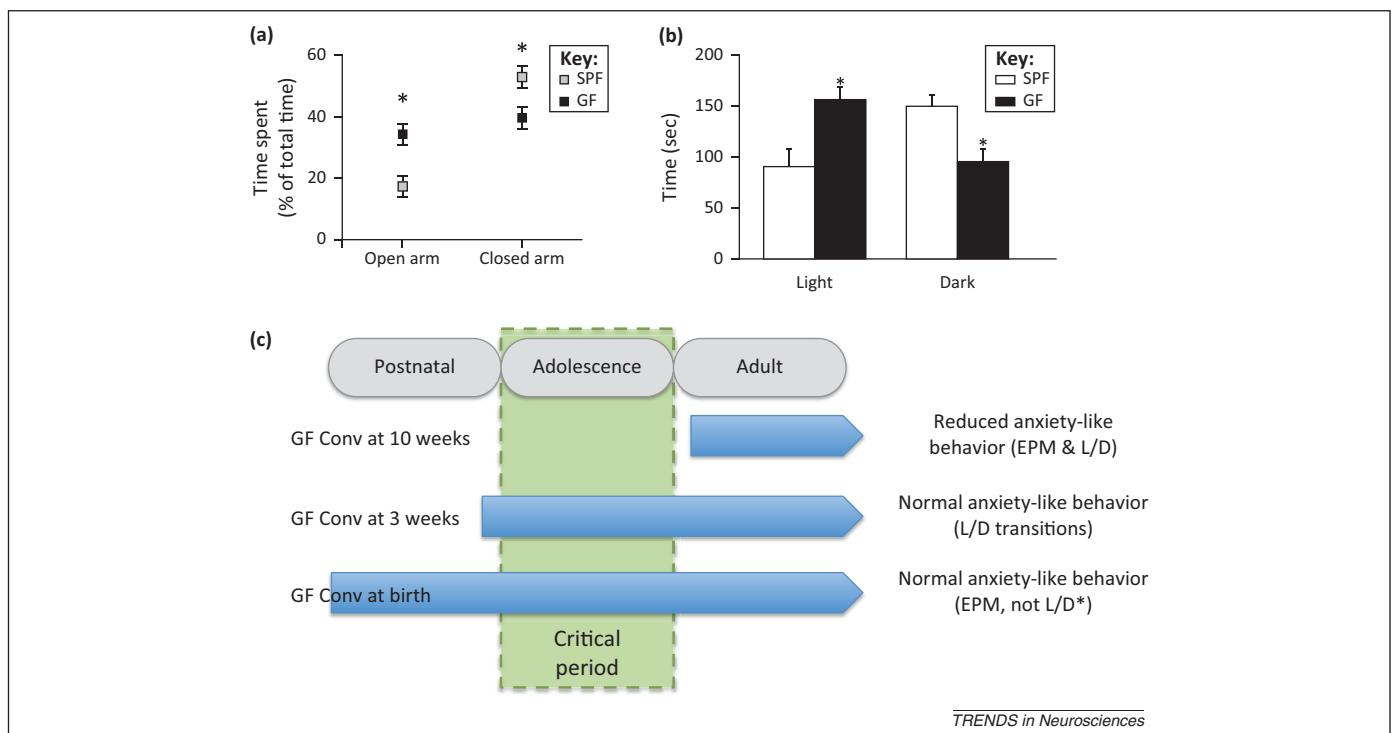 (a)
60
40
20
0
Time spent
(% of total time)
*
*
Key:
SPF
GF
Open arm
Closed arm
(b)
200
150
100
50
0
Time (sec)
*
*
Key:
SPF
GF
Light
Dark
(c)
Postnatal
Adolescence
Adult
GF Conv at 10 weeks
Reduced anxiety-like
behavior (EPM & L/D)
GF Conv at 3 weeks
Normal anxiety-like behavior
(L/D transitions)
GF Conv at birth
Normal anxiety-like behavior
(EPM, not L/D*)
Critical
period
TRENDS in Neurosciences